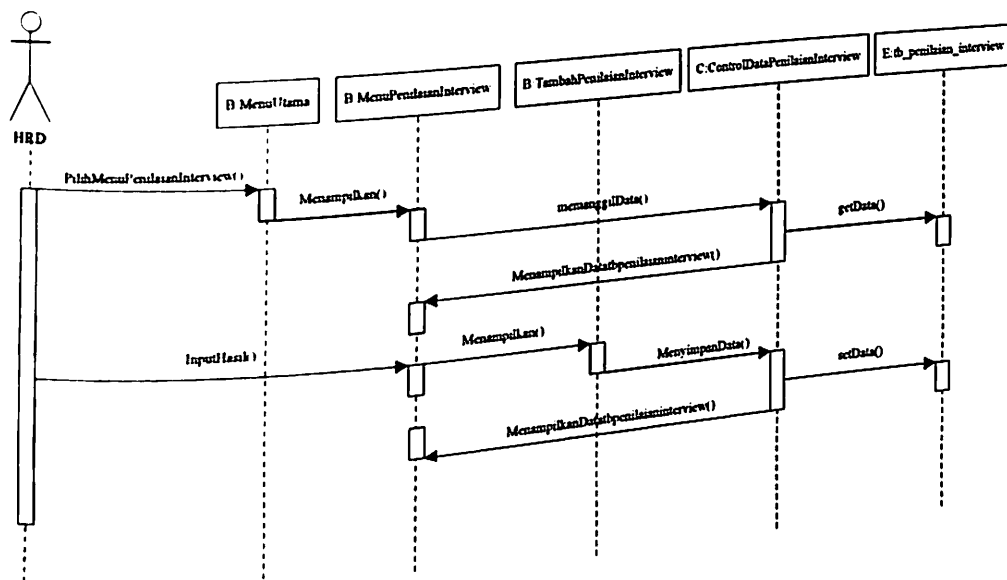 HRD
B MenuUtama
B MenuPenilaianInterview
B TambahPenilaianInterview
C:ControlDataPenilaianInterview
E:tb_penilaian_interview
PilihMenuPenilaianInterview()
Menampilkan()
memanggilData()
getData()
MenampilkanDatatbpenilaianinterview()
InputHasil()
Menampilkan()
MenyimpanData()
setData()
MenampilkanDatatbpenilaianinterview()